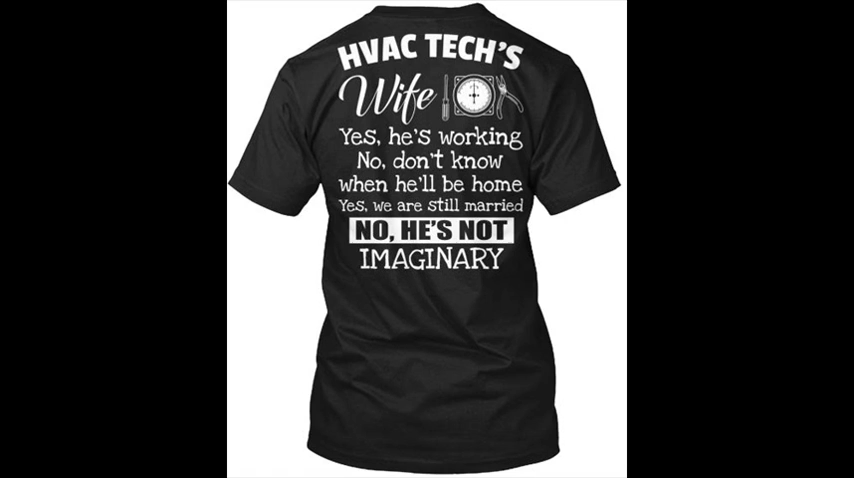 HVAC TECH'S
Wife
Yes, he's working
No, don't know
when he'll be home
Yes, we are still married
NO, HE'S NOT
IMAGINARY